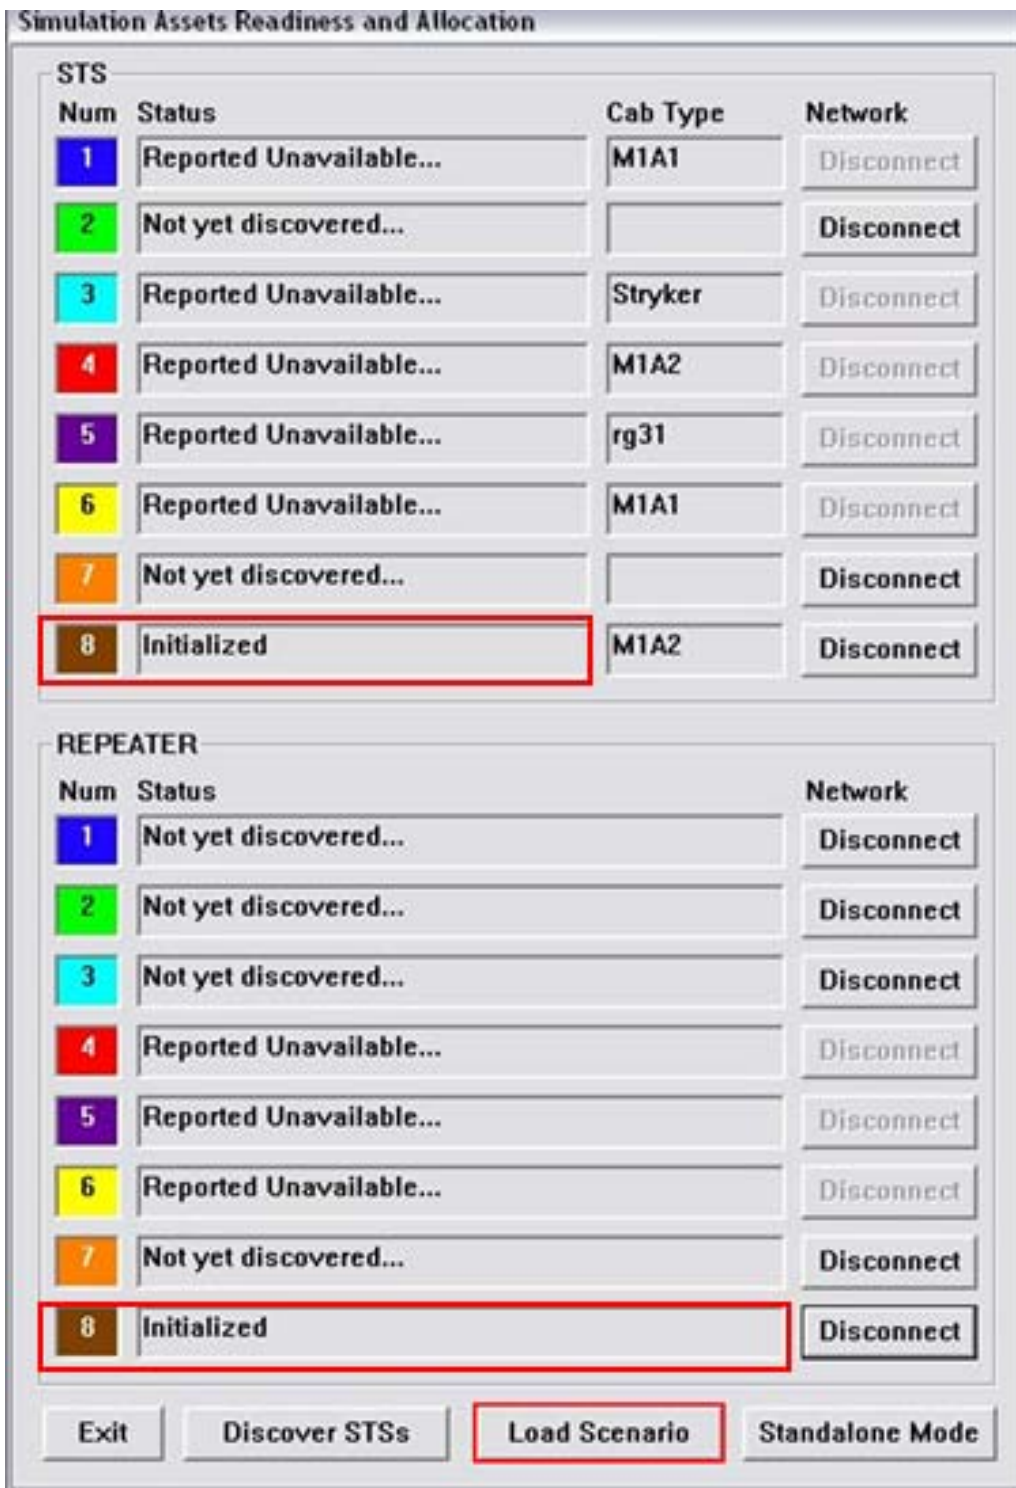 Simulation Assets Readiness and Allocation
STS
Num Status Cab Type Network
1 Reported Unavailable... M1A1 Disconnect
2 Not yet discovered... Disconnect
3 Reported Unavailable... Stryker Disconnect
4 Reported Unavailable... M1A2 Disconnect
5 Reported Unavailable... rg31 Disconnect
6 Reported Unavailable... M1A1 Disconnect
7 Not yet discovered... Disconnect
8 Initialized M1A2 Disconnect
REPEATER
Num Status Network
1 Not yet discovered... Disconnect
2 Not yet discovered... Disconnect
3 Not yet discovered... Disconnect
4 Reported Unavailable... Disconnect
5 Reported Unavailable... Disconnect
6 Reported Unavailable... Disconnect
7 Not yet discovered... Disconnect
8 Initialized Disconnect
Exit Discover STSs Load Scenario Standalone Mode